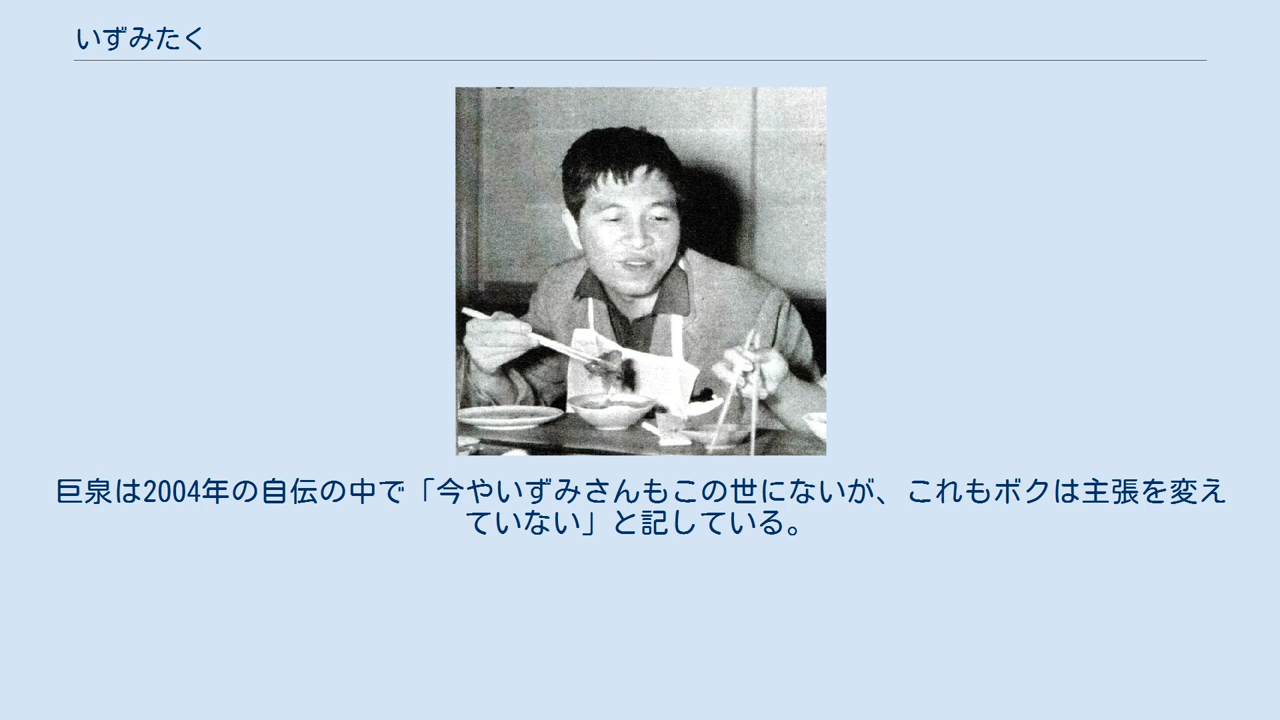 いずみたく
巨泉は2004年の自伝の中で「今やいずみさんもこの世にないが、これもボクは主張を変え
ていない」と記している。